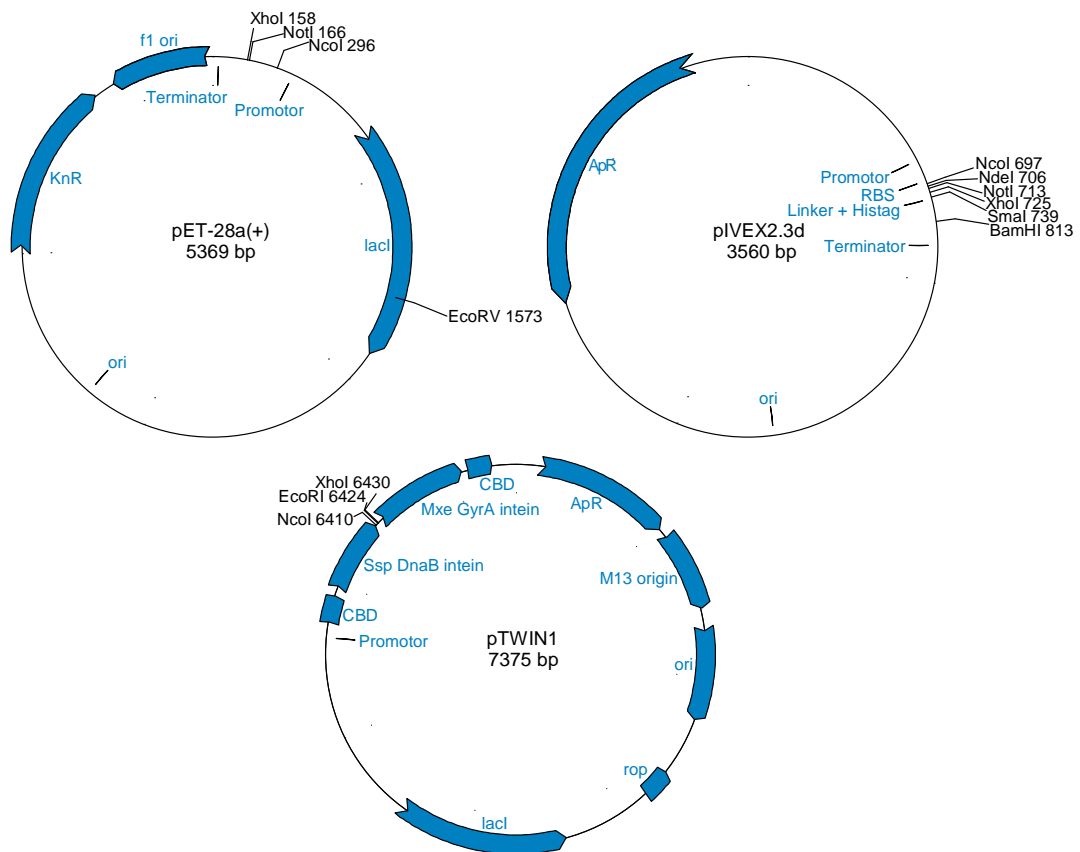 XhoI 158
NotI 166
NcoI 296
f1 ori
Terminator
Promotor
KnR
pET-28a(+)
5369 bp
lacI
EcoRV 1573
ori
ApR
NcoI 697
NdeI 706
NotI 713
XhoI 725
SmaI 739
BamHI 813
Promotor
RBS
Linker + Histag
pIVEX2.3d
3560 bp
Terminator
ori
XhoI 6430
EcoRI 6424
NcoI 6410
CBD
ApR
Mxe GyrA intein
Ssp DnaB intein
M13 origin
CBD
Promotor
pTWIN1
7375 bp
ori
rop
lacI